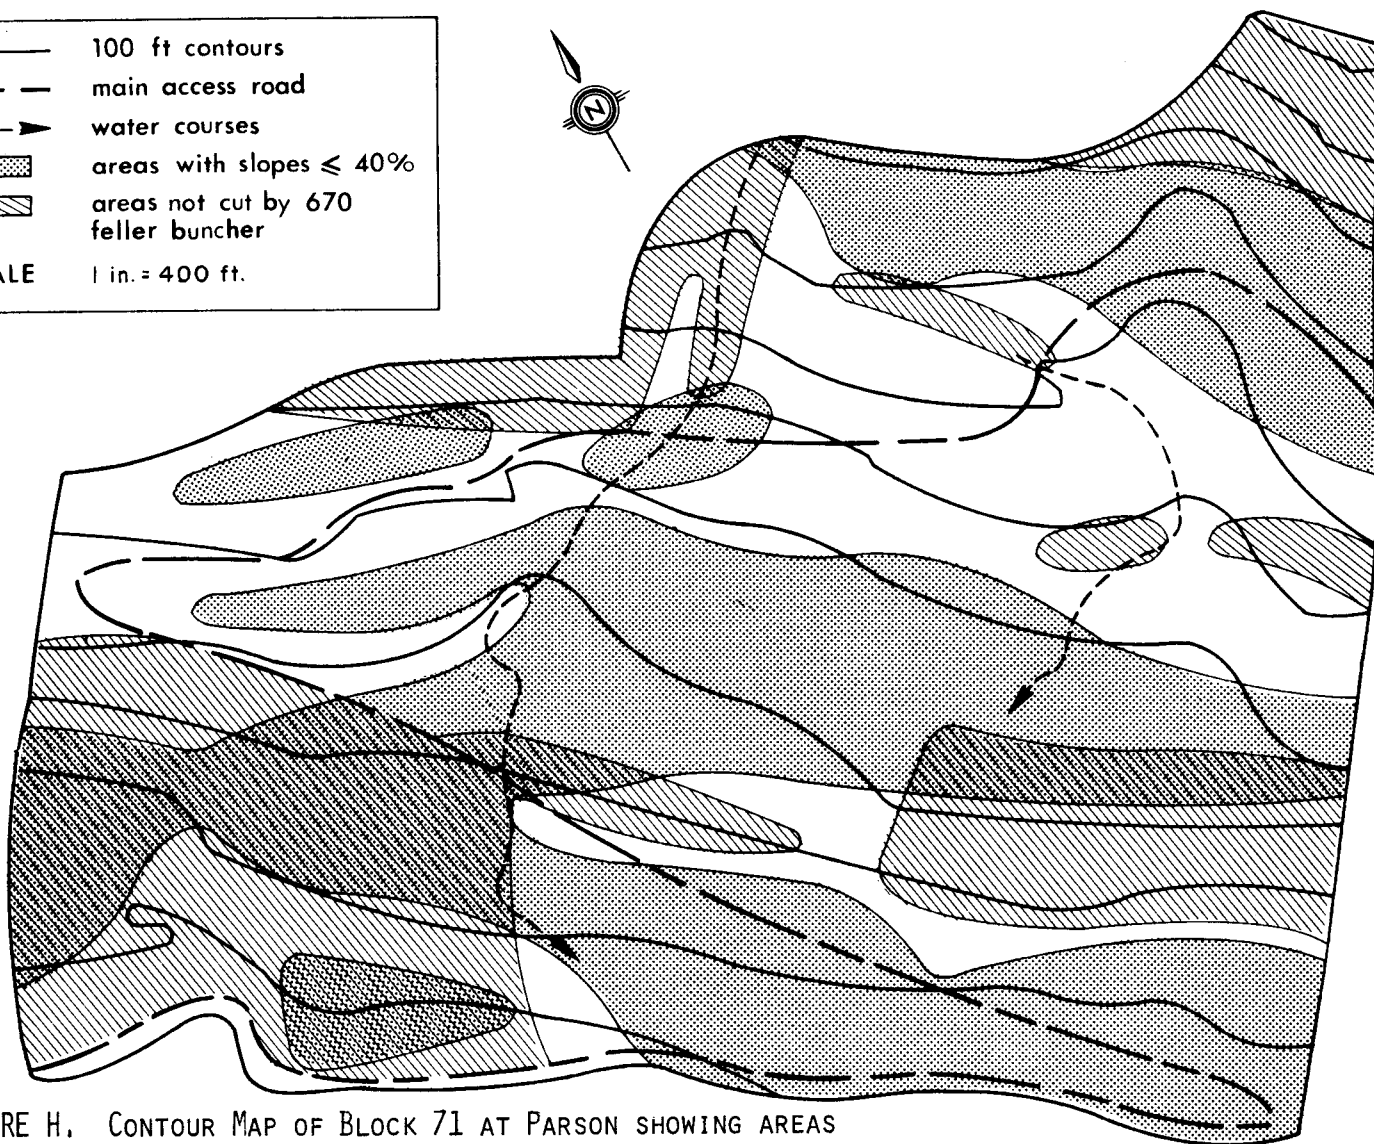 100 ft contours
main access road
water courses
areas with slopes ⩽ 40%
areas not cut by 670
feller buncher
ALE 1 in. = 400 ft.
N
RE H. CONTOUR MAP OF BLOCK 71 AT PARSON SHOWING AREAS